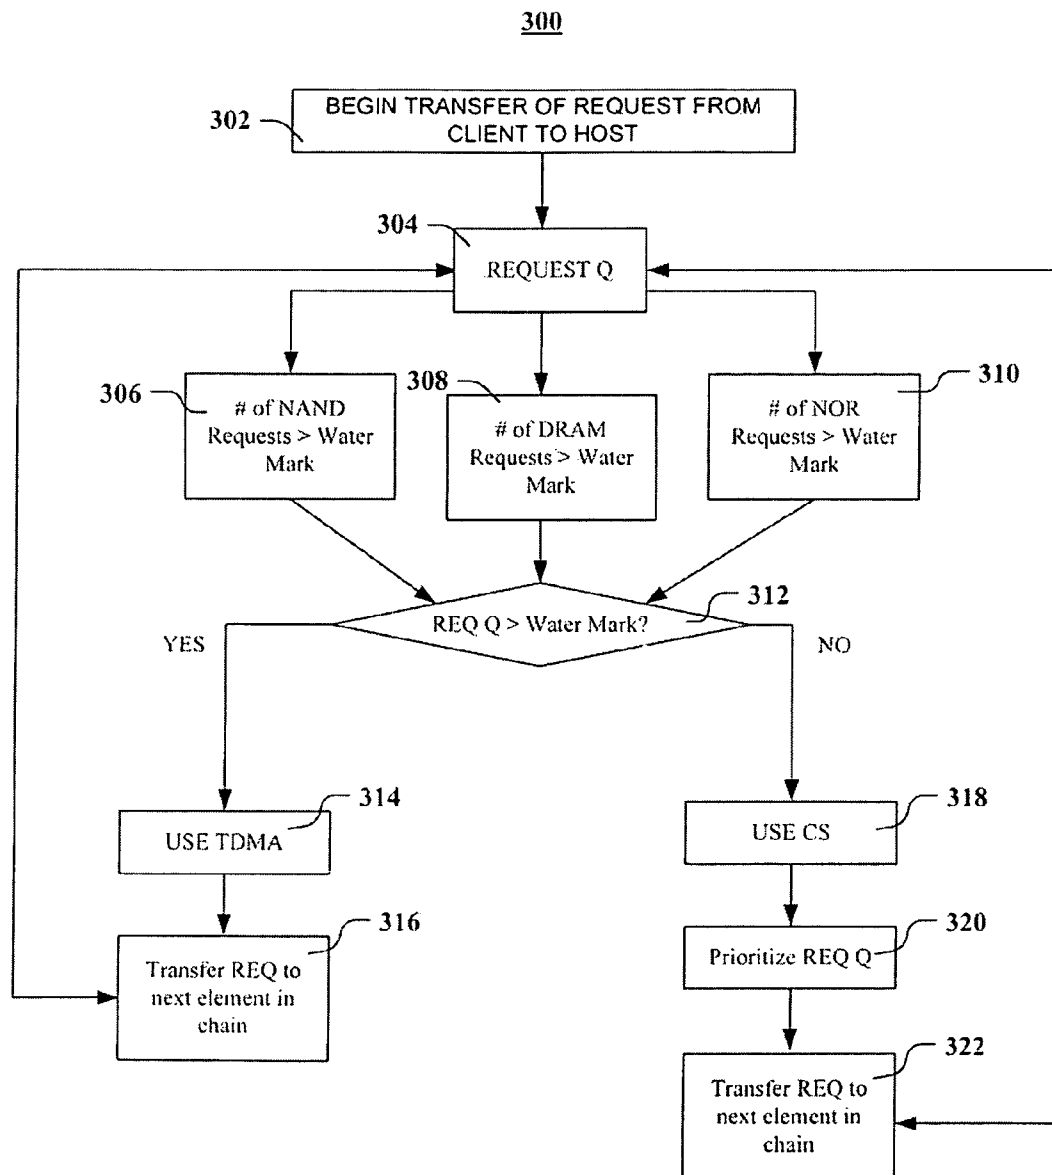 300
302
BEGIN TRANSFER OF REQUEST FROM
CLIENT TO HOST
304
REQUEST Q
306
# of NAND
Requests > Water
Mark
308
# of DRAM
Requests > Water
Mark
310
# of NOR
Requests > Water
Mark
312
REQ Q > Water Mark?
YES
NO
314
USE TDMA
318
USE CS
316
Transfer REQ to
next element in
chain
320
Prioritize REQ Q
322
Transfer REQ to
next element in
chain